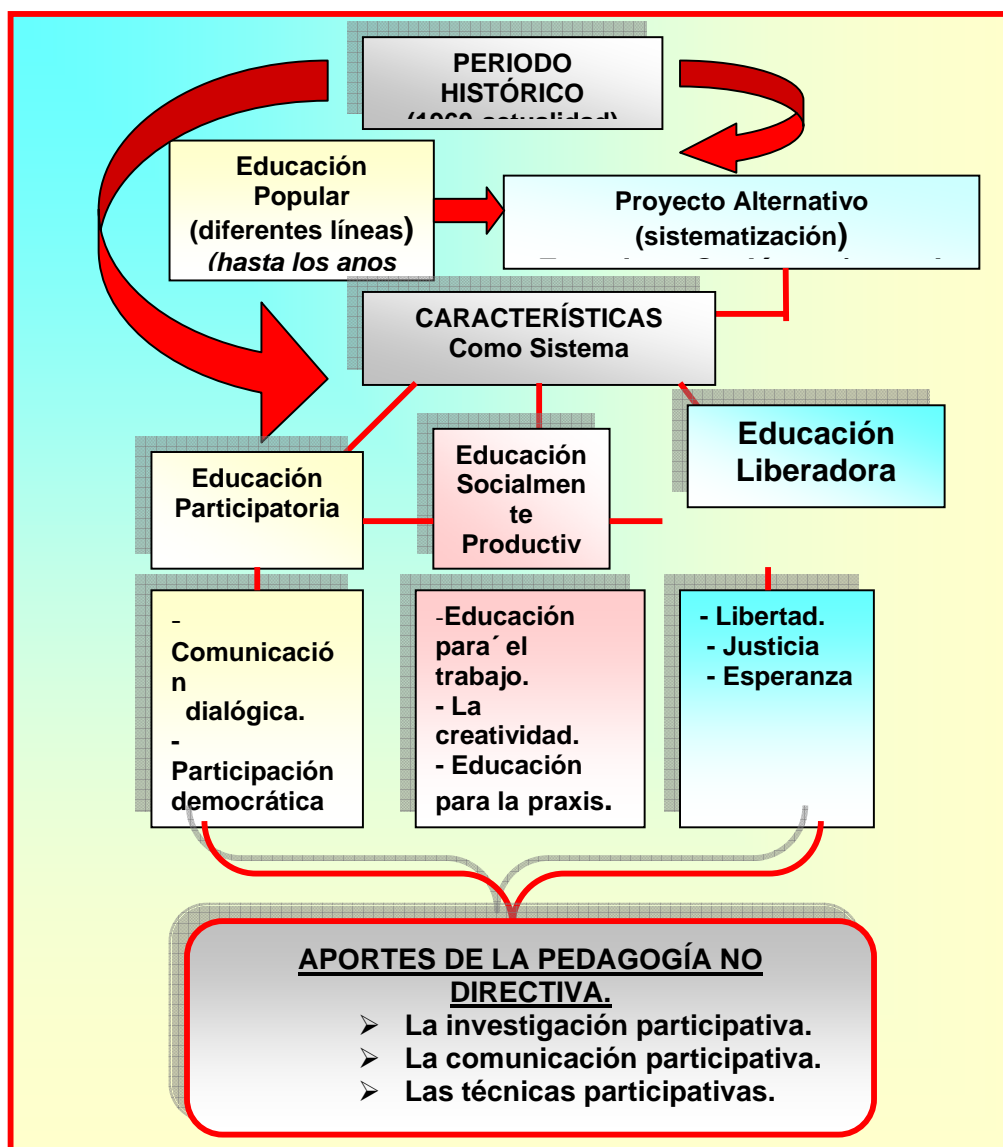 PERIODO
HISTÓRICO
Educación
Popular
(diferentes líneas)
(hasta los anos
Proyecto Alternativo
(sistematización)
CARACTERÍSTICAS
Como Sistema
Educación
Participatoria
Educación
Socialmen
te
Productiv
Educación
Liberadora
-
Comunicació
n
dialógica.
-
Participación
democrática
-Educación
para´ el
trabajo.
- La
creatividad.
- Educación
para la praxis.
- Libertad.
- Justicia
- Esperanza
APORTES DE LA PEDAGOGÍA NO
DIRECTIVA.
➢ La investigación participativa.
➢ La comunicación participativa.
➢ Las técnicas participativas.